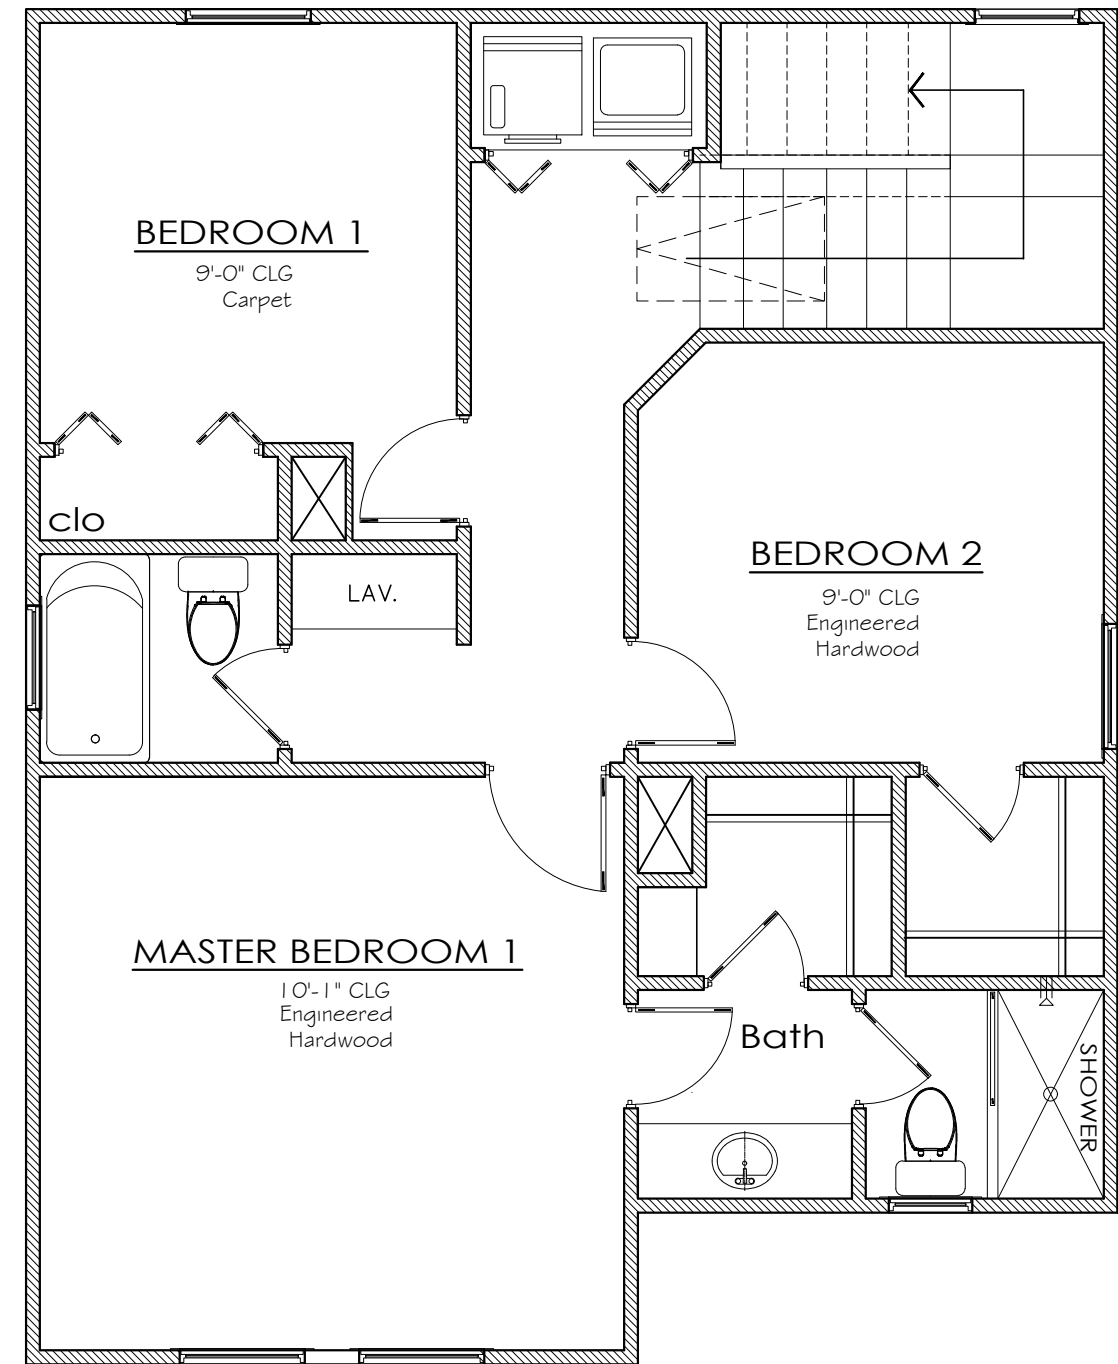 BEDROOM 1
9'-0" CLG
Carpet
clo
LAV.
BEDROOM 2
9'-0" CLG
Engineered
Hardwood
MASTER BEDROOM 1
10'-1" CLG
Engineered
Hardwood
Bath
SHOWER